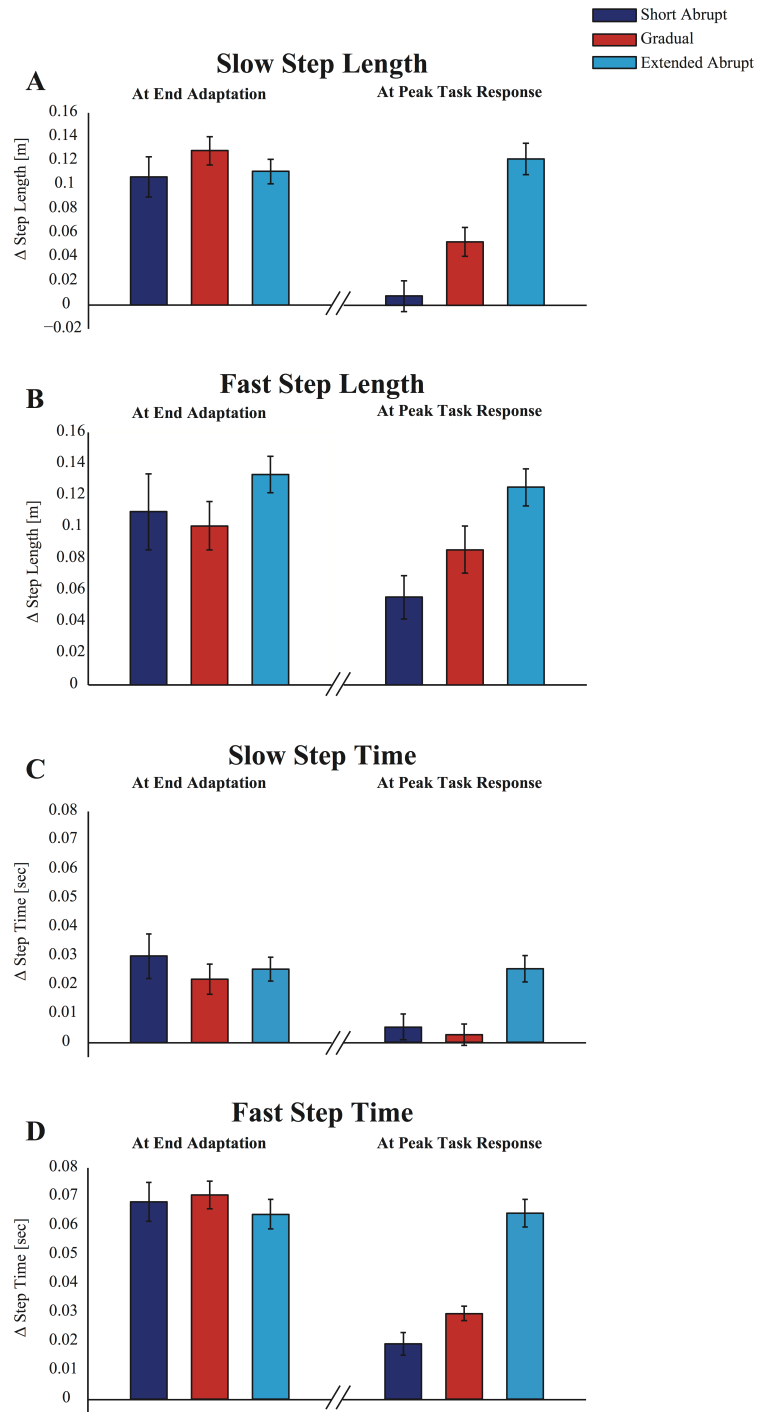 Short Abrupt
Gradual
Extended Abrupt
Slow Step Length
A
At End Adaptation
At Peak Task Response
Δ Step Length [m]
0.16
0.14
0.12
0.1
0.08
0.06
0.04
0.02
0
−0.02
Fast Step Length
B
At End Adaptation
At Peak Task Response
Δ Step Length [m]
0.16
0.14
0.12
0.1
0.08
0.06
0.04
0.02
0
Slow Step Time
C
At End Adaptation
At Peak Task Response
Δ Step Time [sec]
0.08
0.07
0.06
0.05
0.04
0.03
0.02
0.01
0
Fast Step Time
D
At End Adaptation
At Peak Task Response
Δ Step Time [sec]
0.08
0.07
0.06
0.05
0.04
0.03
0.02
0.01
0